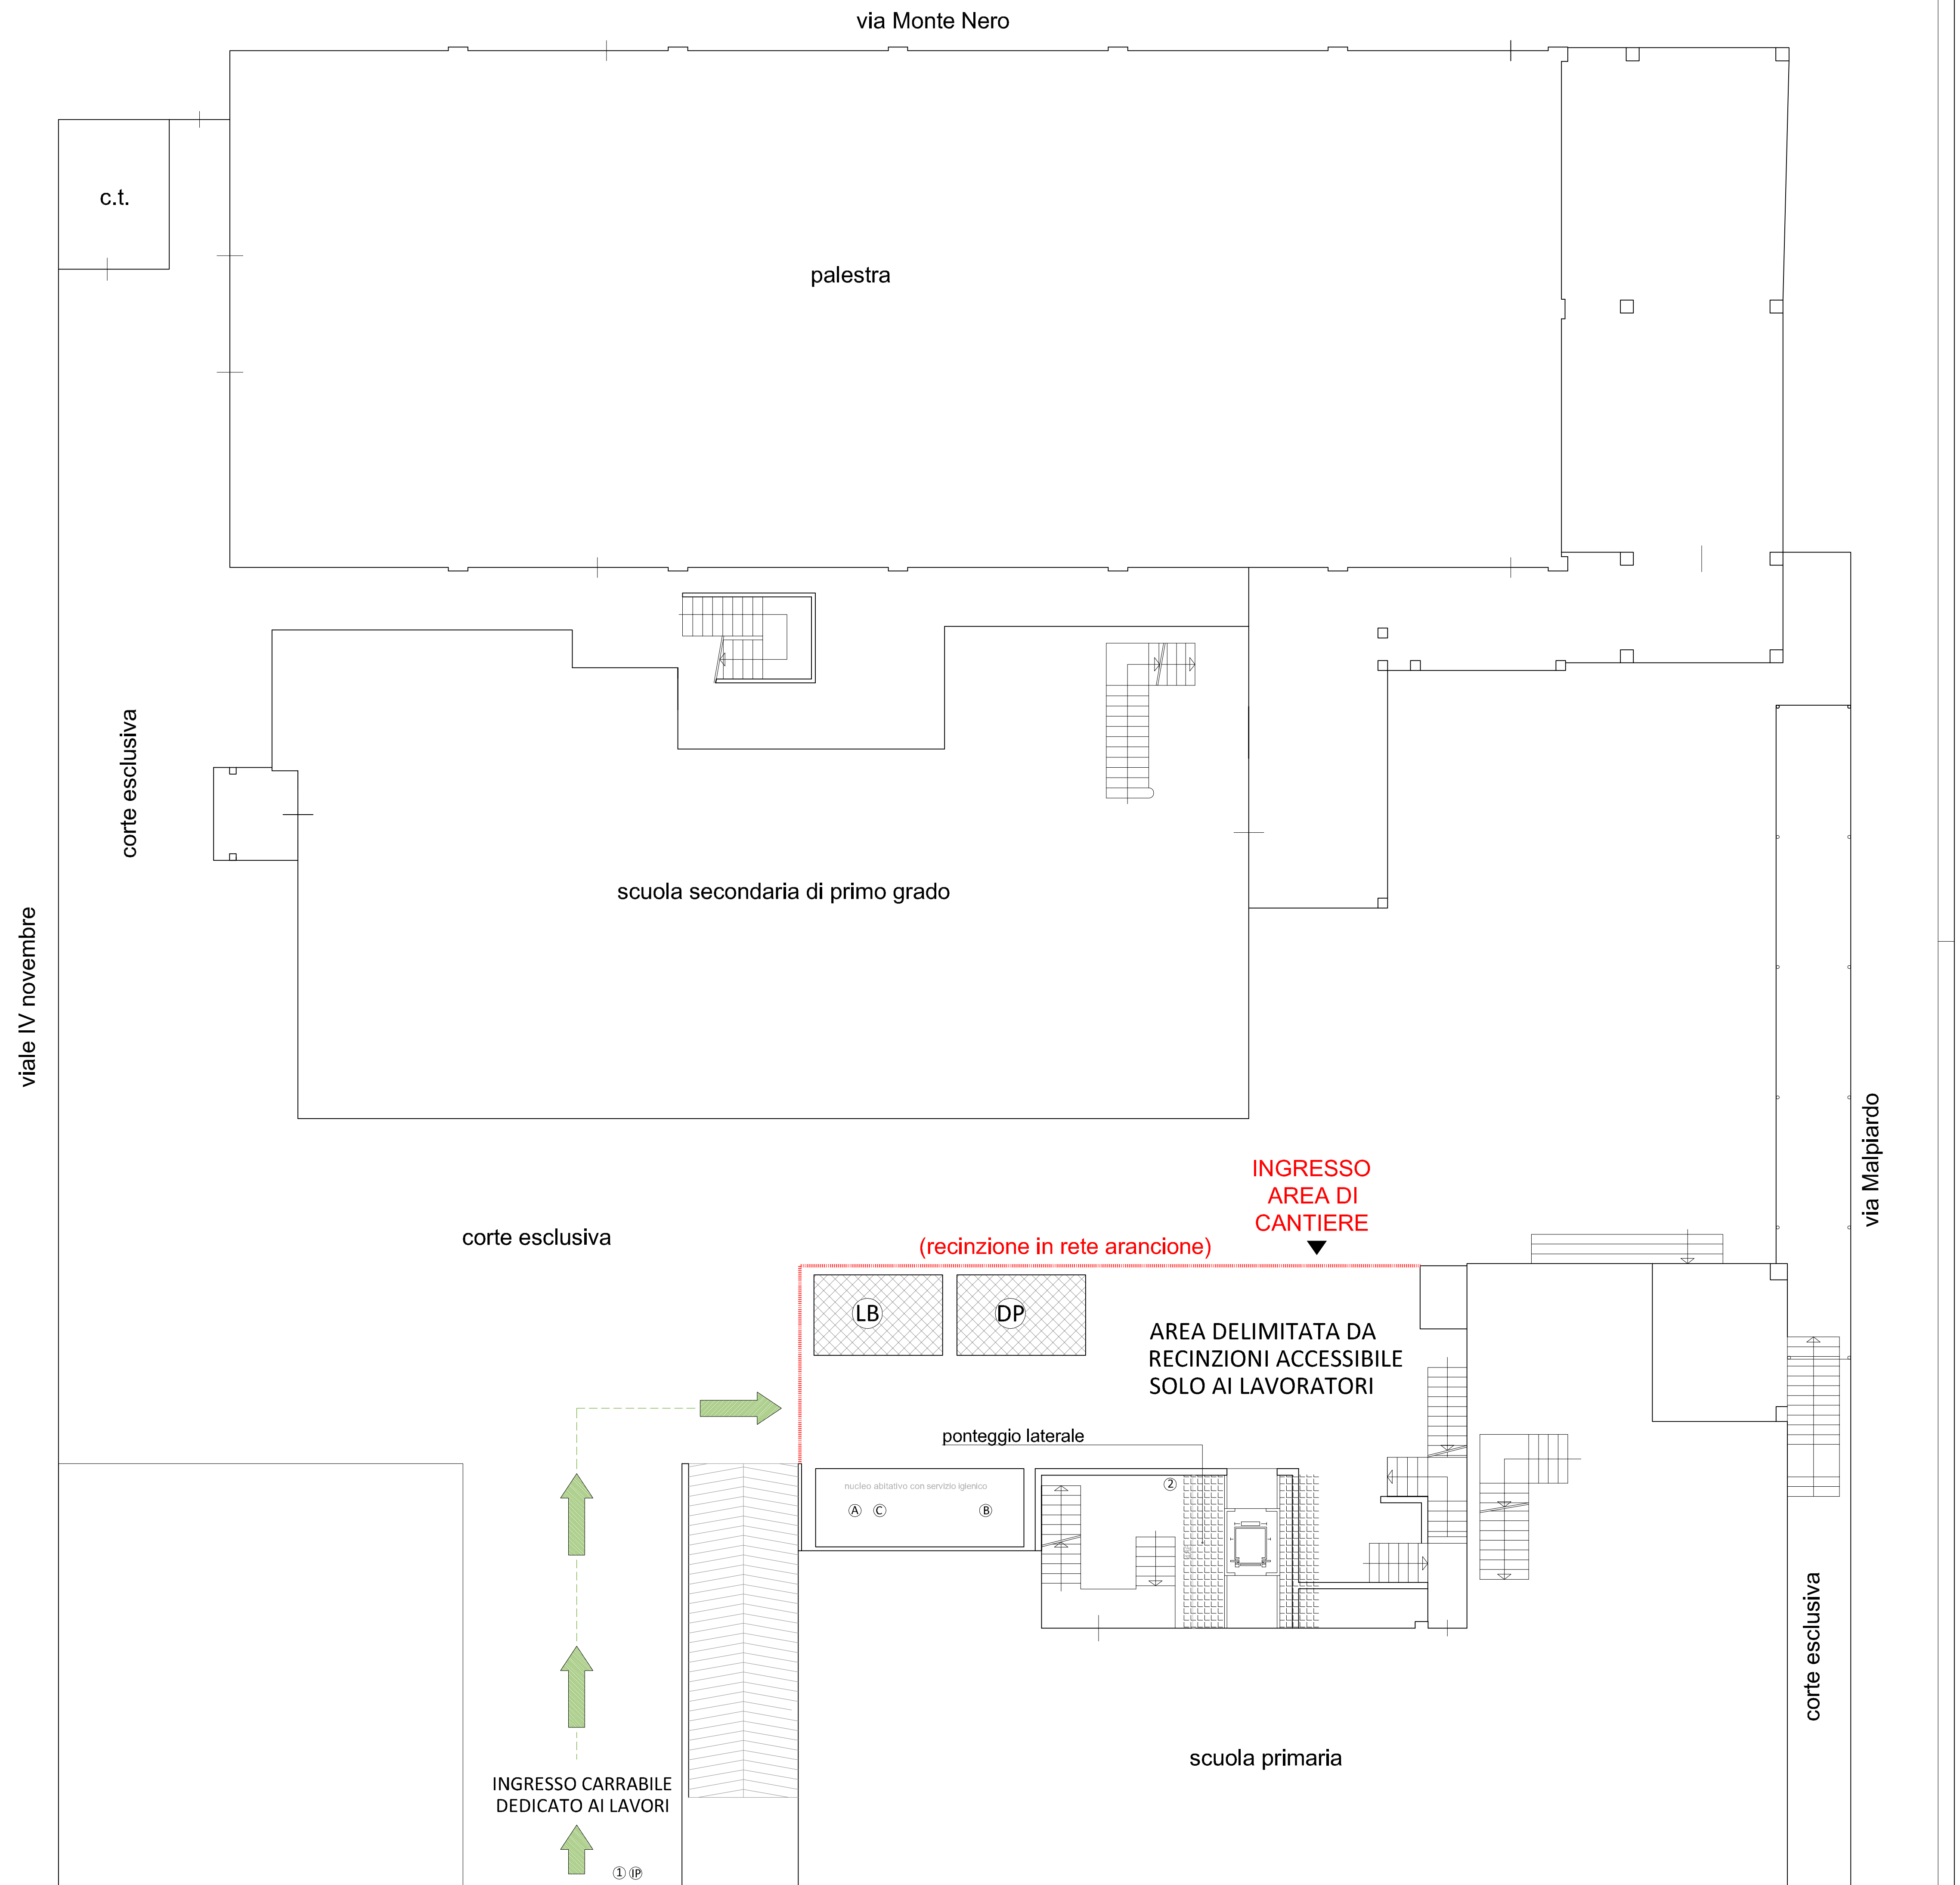 via Monte Nero
c.t.
palestra
corte esclusiva
scuola secondaria di primo grado
viale IV novembre
via Malpiardo
INGRESSO
AREA DI
CANTIERE
corte esclusiva
(recinzione in rete arancione)
LB
DP
AREA DELIMITATA DA
RECINZIONI ACCESSIBILE
SOLO AI LAVORATORI
ponteggio laterale
nucleo abitativo con servizio igienico
A C B
2
corte esclusiva
scuola primaria
INGRESSO CARRABILE
DEDICATO AI LAVORI
1 IP